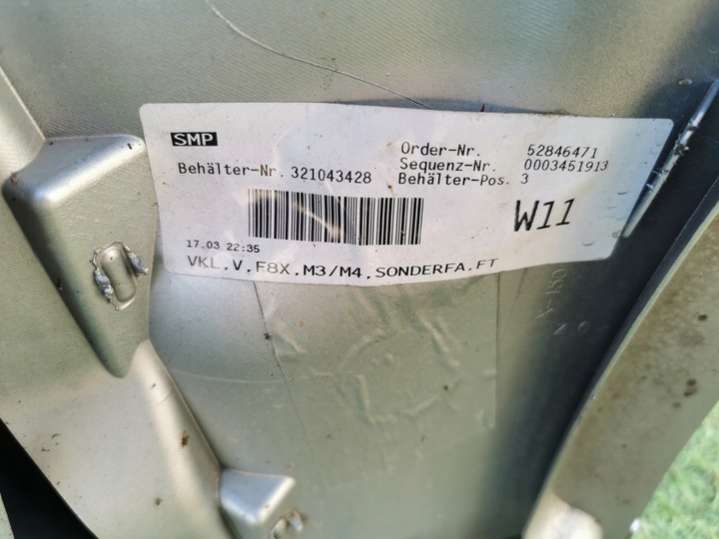 SMP
Order-Nr. 52846471
Sequenz-Nr. 0003451913
Behälter-Nr. 321043428 Behälter-Pos. 3
W11
17.03 22:35
VKL.V.F8X.M3/M4.SONDERFA.FT